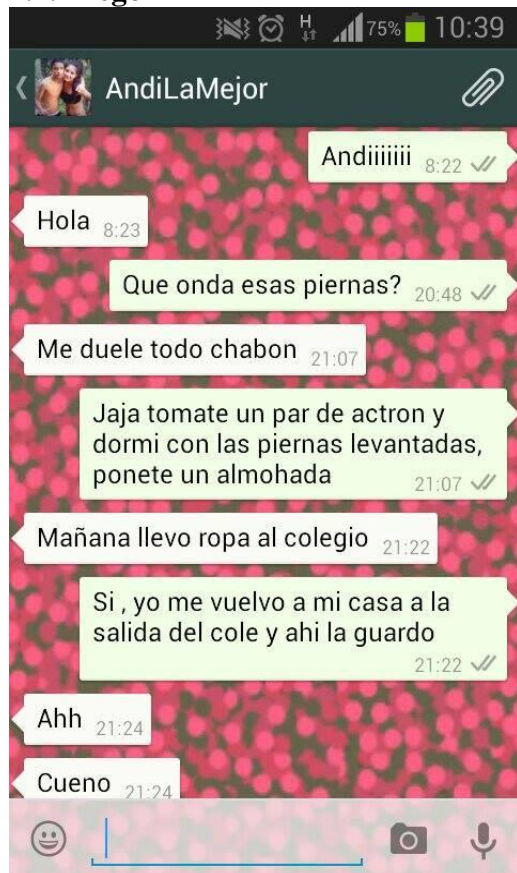 75% 10:39
AndiLaMejor
Andiiiiiii 8:22
Hola 8:23
Que onda esas piernas? 20:48
Me duele todo chabon 21:07
Jaja tomate un par de actron y
dormi con las piernas levantadas,
ponete un almohada 21:07
Mañana llevo ropa al colegio 21:22
Si , yo me vuelvo a mi casa a la
salida del cole y ahi la guardo
21:22
Ahh 21:24
Cueno 21:24